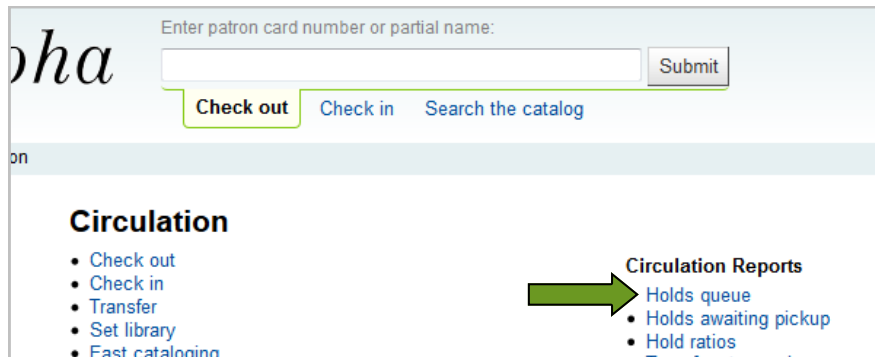 Enter patron card number or partial name:
oha
Submit
Check out Check in Search the catalog
on
Circulation
• Check out
• Check in
• Transfer
• Set library
• Fast cataloging
Circulation Reports
Holds queue
• Holds awaiting pickup
• Hold ratios